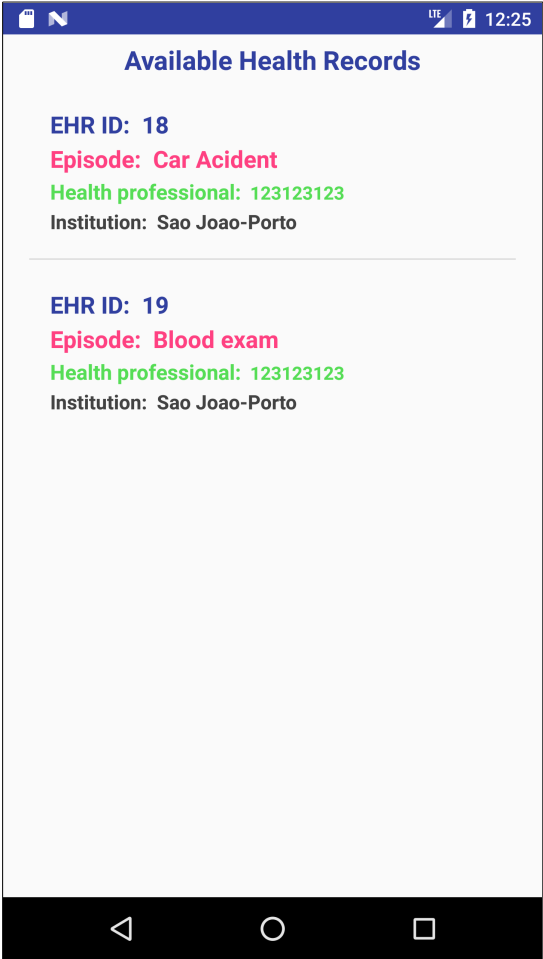 LTE 12:25
Available Health Records
EHR ID: 18
Episode: Car Acident
Health professional: 123123123
Institution: Sao Joao-Porto
EHR ID: 19
Episode: Blood exam
Health professional: 123123123
Institution: Sao Joao-Porto